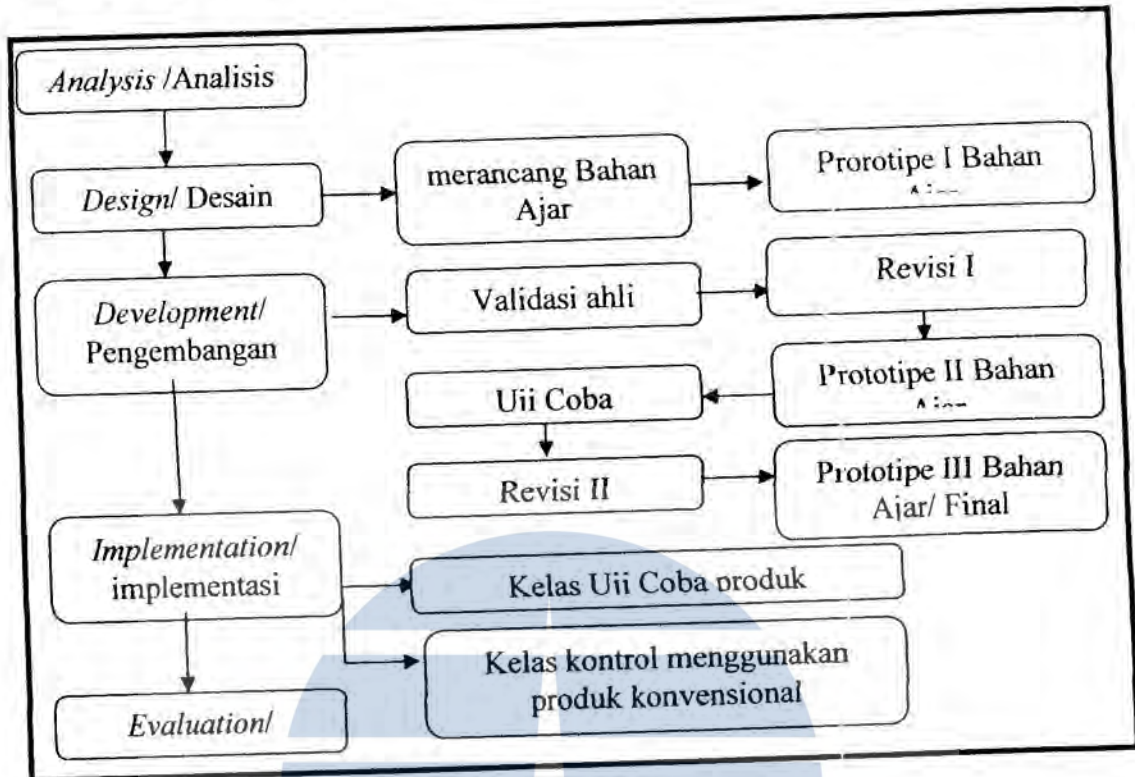 Analysis /Analisis
Design/ Desain
merancang Bahan
Ajar
Prorotipe I Bahan
Development/
Pengembangan
Validasi ahli
Revisi I
Uii Coba
Prototipe II Bahan
Revisi II
Prototipe III Bahan
Ajar/ Final
Implementation/
implementasi
Kelas Uii Coba produk
Kelas kontrol menggunakan
produk konvensional
Evaluation/